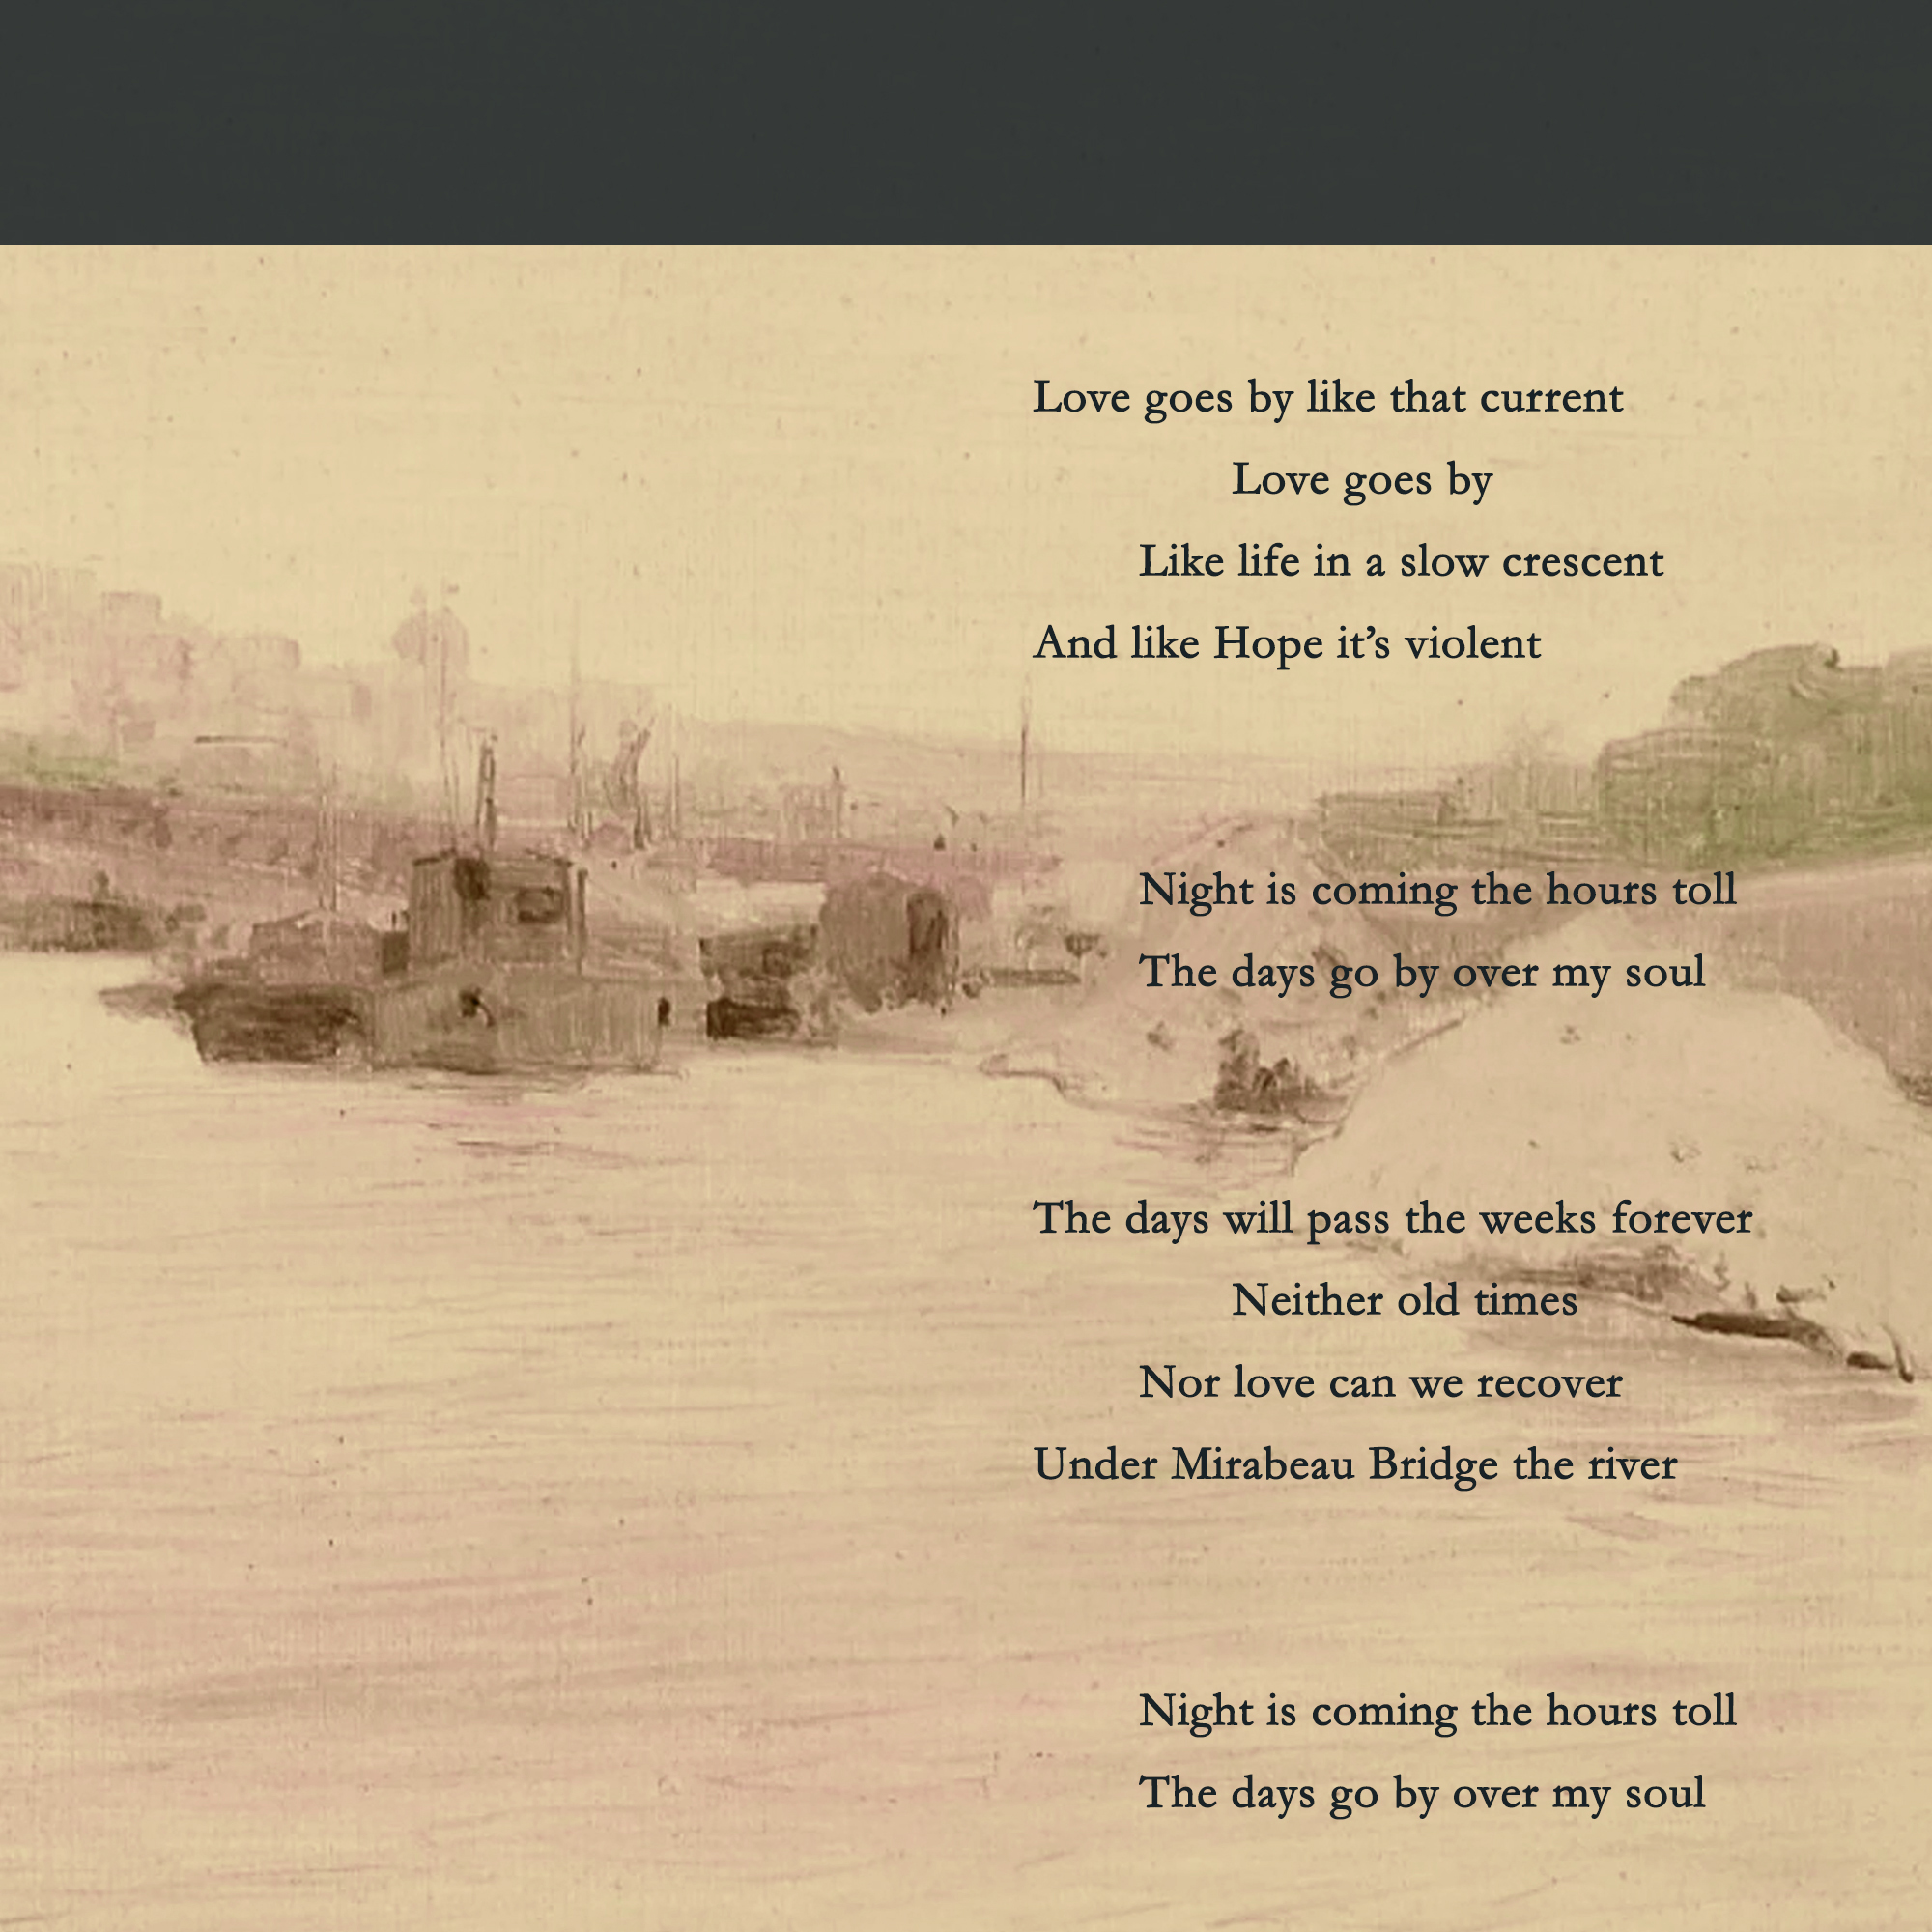 Love goes by like that current
Love goes by
Like life in a slow crescent
And like Hope it’s violent
Night is coming the hours toll
The days go by over my soul
The days will pass the weeks forever
Neither old times
Nor love can we recover
Under Mirabeau Bridge the river
Night is coming the hours toll
The days go by over my soul